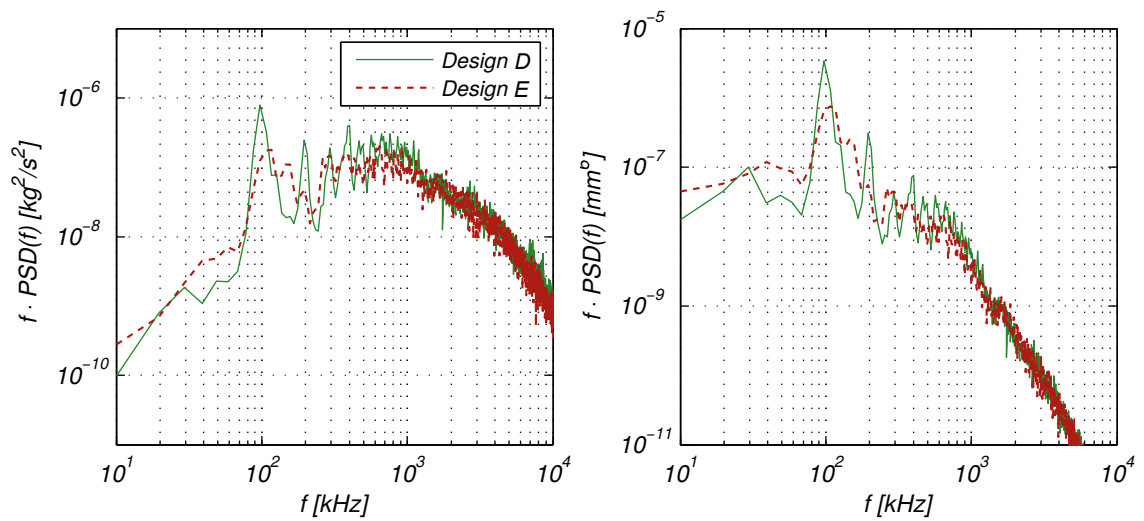 f · PSD(f) [kg²/s²]
10⁻⁶
10⁻⁸
10⁻¹⁰
Design D
Design E
10¹ 10² 10³ 10⁴
f [kHz]
f · PSD(f) [mm⁶]
10⁻⁵
10⁻⁷
10⁻⁹
10⁻¹¹
10¹ 10² 10³ 10⁴
f [kHz]